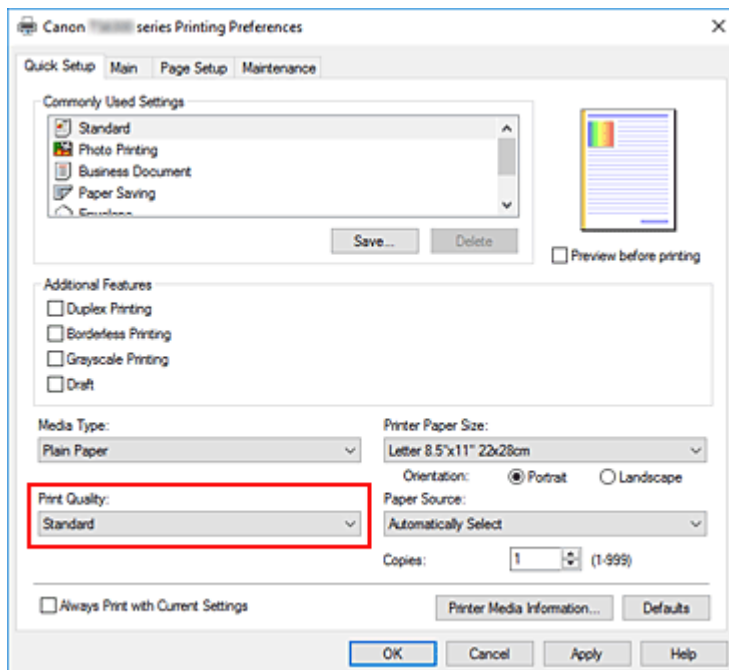 Canon series Printing Preferences
Quick Setup Main Page Setup Maintenance
Commonly Used Settings
Standard
Photo Printing
Business Document
Paper Saving
Envelope
Save... Delete
Preview before printing
Additional Features
Duplex Printing
Borderless Printing
Grayscale Printing
Draft
Media Type:
Plain Paper
Printer Paper Size:
Letter 8.5"x11" 22x28cm
Orientation: Portrait Landscape
Print Quality:
Standard
Paper Source:
Automatically Select
Copies: 1 (1-999)
Always Print with Current Settings
Printer Media Information... Defaults
OK Cancel Apply Help